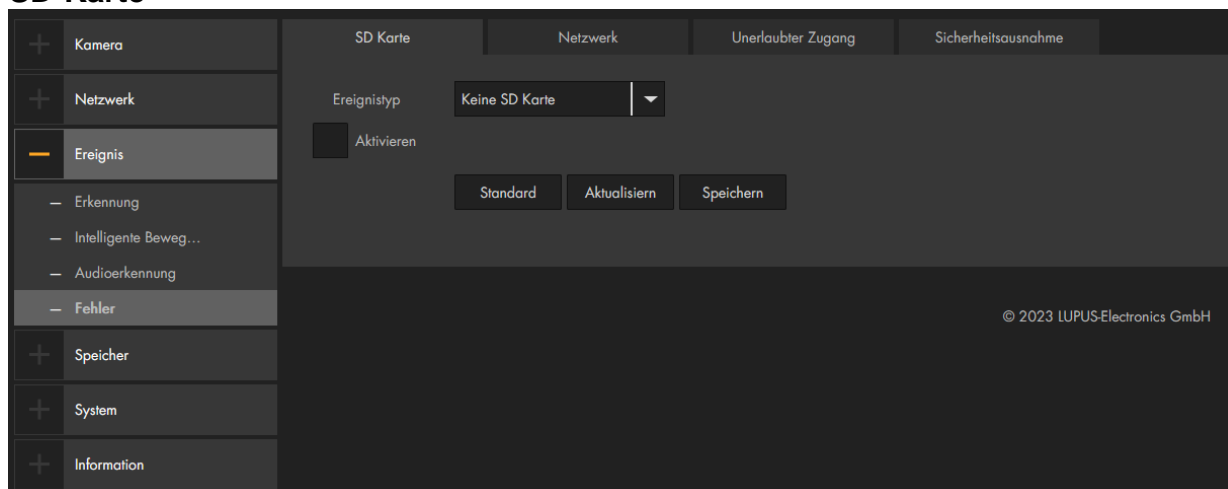 SD Karte
Kamera
Netzwerk
Ereignis
Erkennung
Intelligente Beweg...
Audioerkennung
Fehler
Speicher
System
Information
SD Karte Netzwerk Unerlaubter Zugang Sicherheitsausnahme
Ereignistyp Keine SD Karte
Aktivieren
Standard Aktualisiern Speichern
© 2023 LUPUS-Electronics GmbH